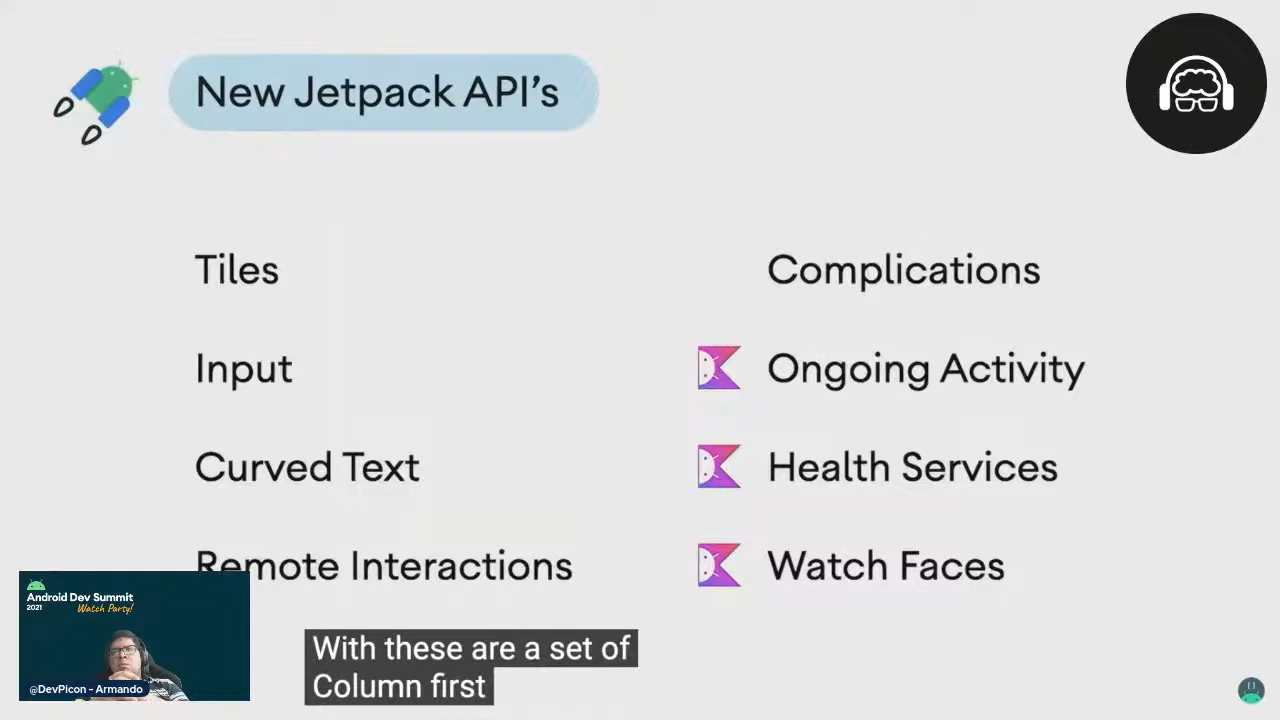 New Jetpack API's
Tiles
Complications
Input
Ongoing Activity
Curved Text
Health Services
Remote Interactions
Watch Faces
Android Dev Summit
2021
Watch Party!
@DevPicon - Armando
With these are a set of
Column first